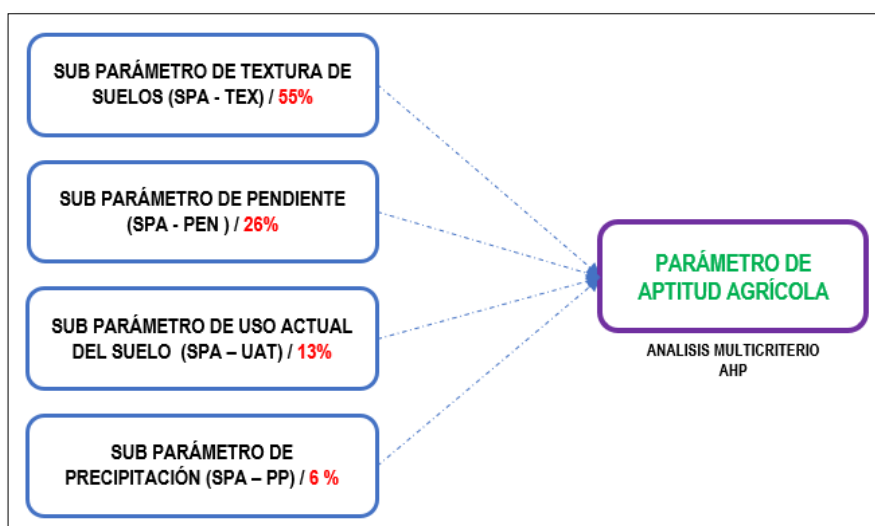 SUB PARÁMETRO DE TEXTURA DE
SUELOS (SPA - TEX) / 55%
SUB PARÁMETRO DE PENDIENTE
(SPA - PEN ) / 26%
SUB PARÁMETRO DE USO ACTUAL
DEL SUELO (SPA – UAT) / 13%
SUB PARÁMETRO DE
PRECIPITACIÓN (SPA – PP) / 6 %
PARÁMETRO DE
APTITUD AGRÍCOLA
ANALISIS MULTICRITERIO
AHP